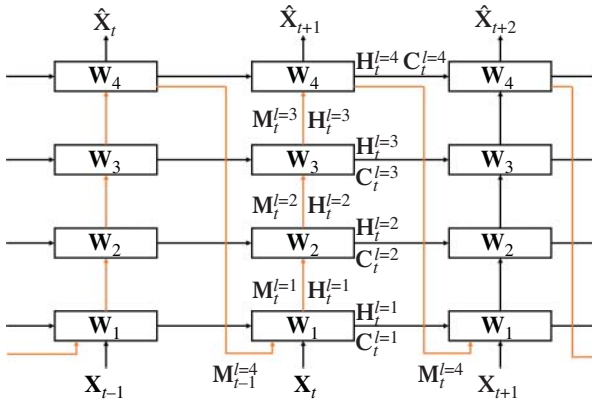 X̂_t X̂_{t+1} X̂_{t+2}
W_4 W_4 H_t^{l=4} C_t^{l=4} W_4
M_t^{l=3} H_t^{l=3}
W_3 W_3 H_t^{l=3} C_t^{l=3} W_3
M_t^{l=2} H_t^{l=2}
W_2 W_2 H_t^{l=2} C_t^{l=2} W_2
M_t^{l=1} H_t^{l=1}
W_1 W_1 H_t^{l=1} C_t^{l=1} W_1
X_{t–1} M_{t–1}^{l=4} X_t M_t^{l=4} X_{t+1}